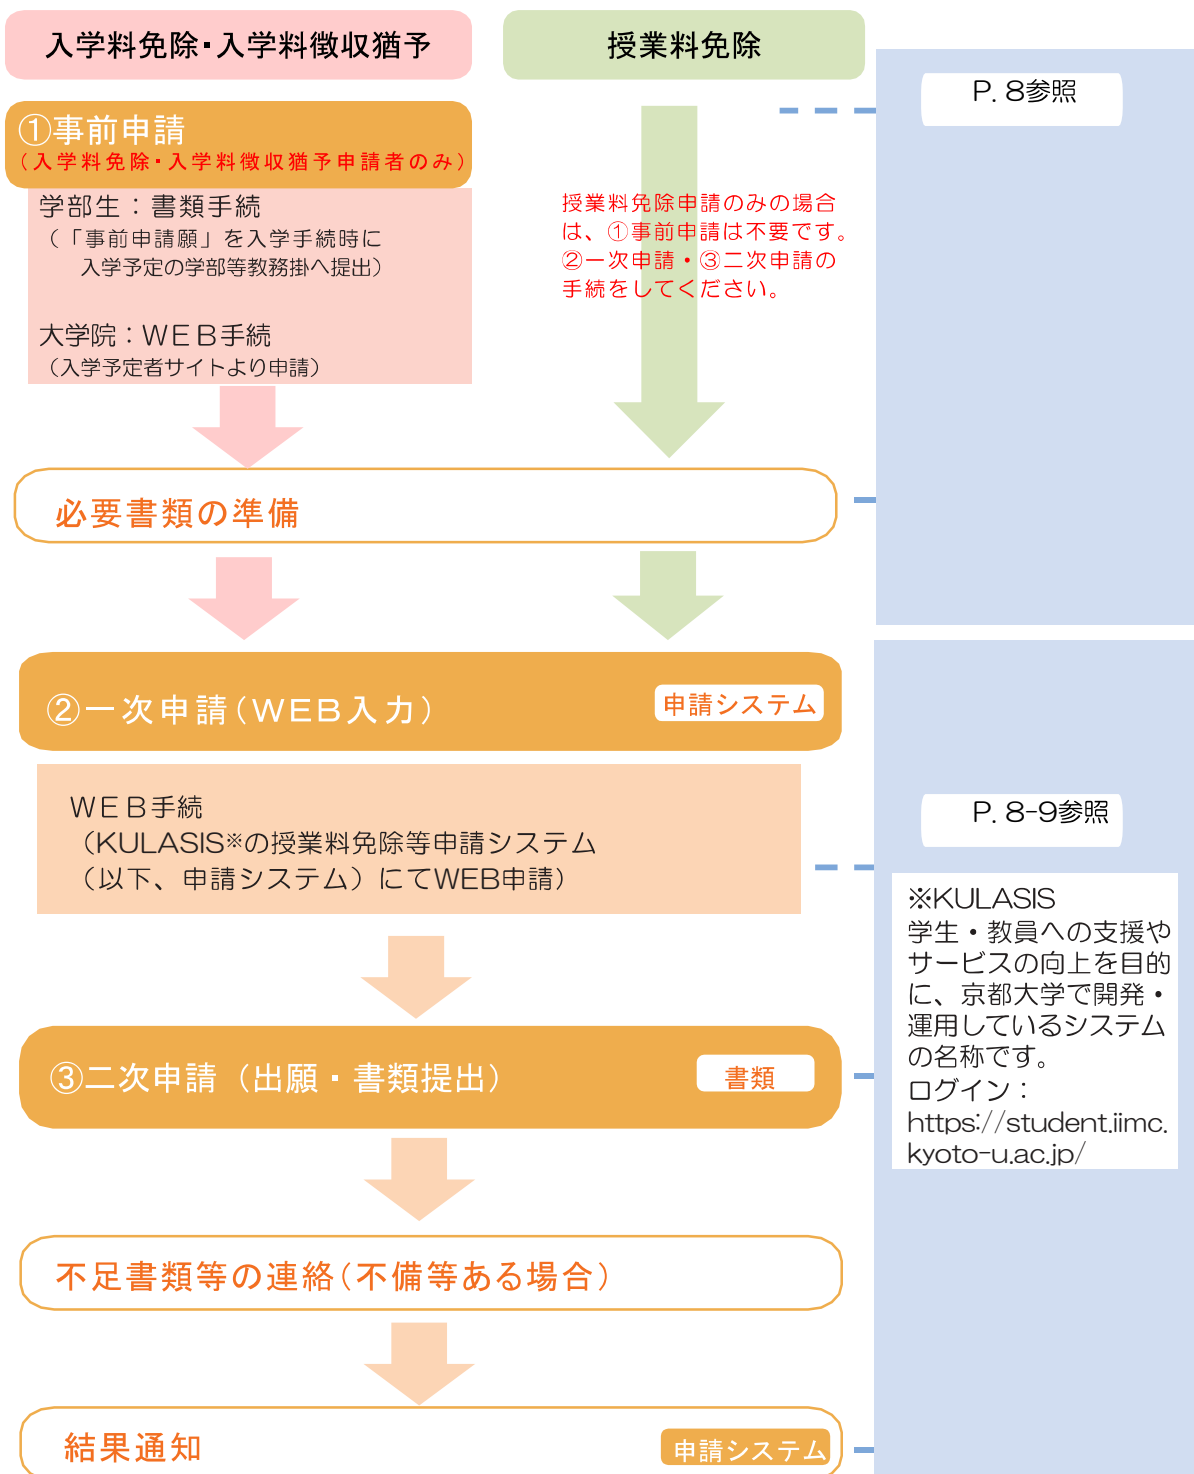 入学料免除・入学料徴収猶予
授業料免除
P. 8参照
①事前申請
（入学料免除・入学料徴収猶予申請者のみ）
学部生：書類手続
（「事前申請願」を入学手続時に
入学予定の学部等教務掛へ提出）
大学院：ＷＥＢ手続
（入学予定者サイトより申請）
授業料免除申請のみの場合
は、①事前申請は不要です。
②一次申請・③二次申請の
手続をしてください。
必要書類の準備
②一次申請（ＷＥＢ入力）
申請システム
ＷＥＢ手続
（KULASIS※の授業料免除等申請システム
（以下、申請システム）にてWEB申請）
P. 8-9参照
※KULASIS
学生・教員への支援や
サービスの向上を目的
に、京都大学で開発・
運用しているシステム
の名称です。
ログイン：
https://student.iimc.
kyoto-u.ac.jp/
③二次申請（出願・書類提出）
書類
不足書類等の連絡（不備等ある場合）
結果通知
申請システム